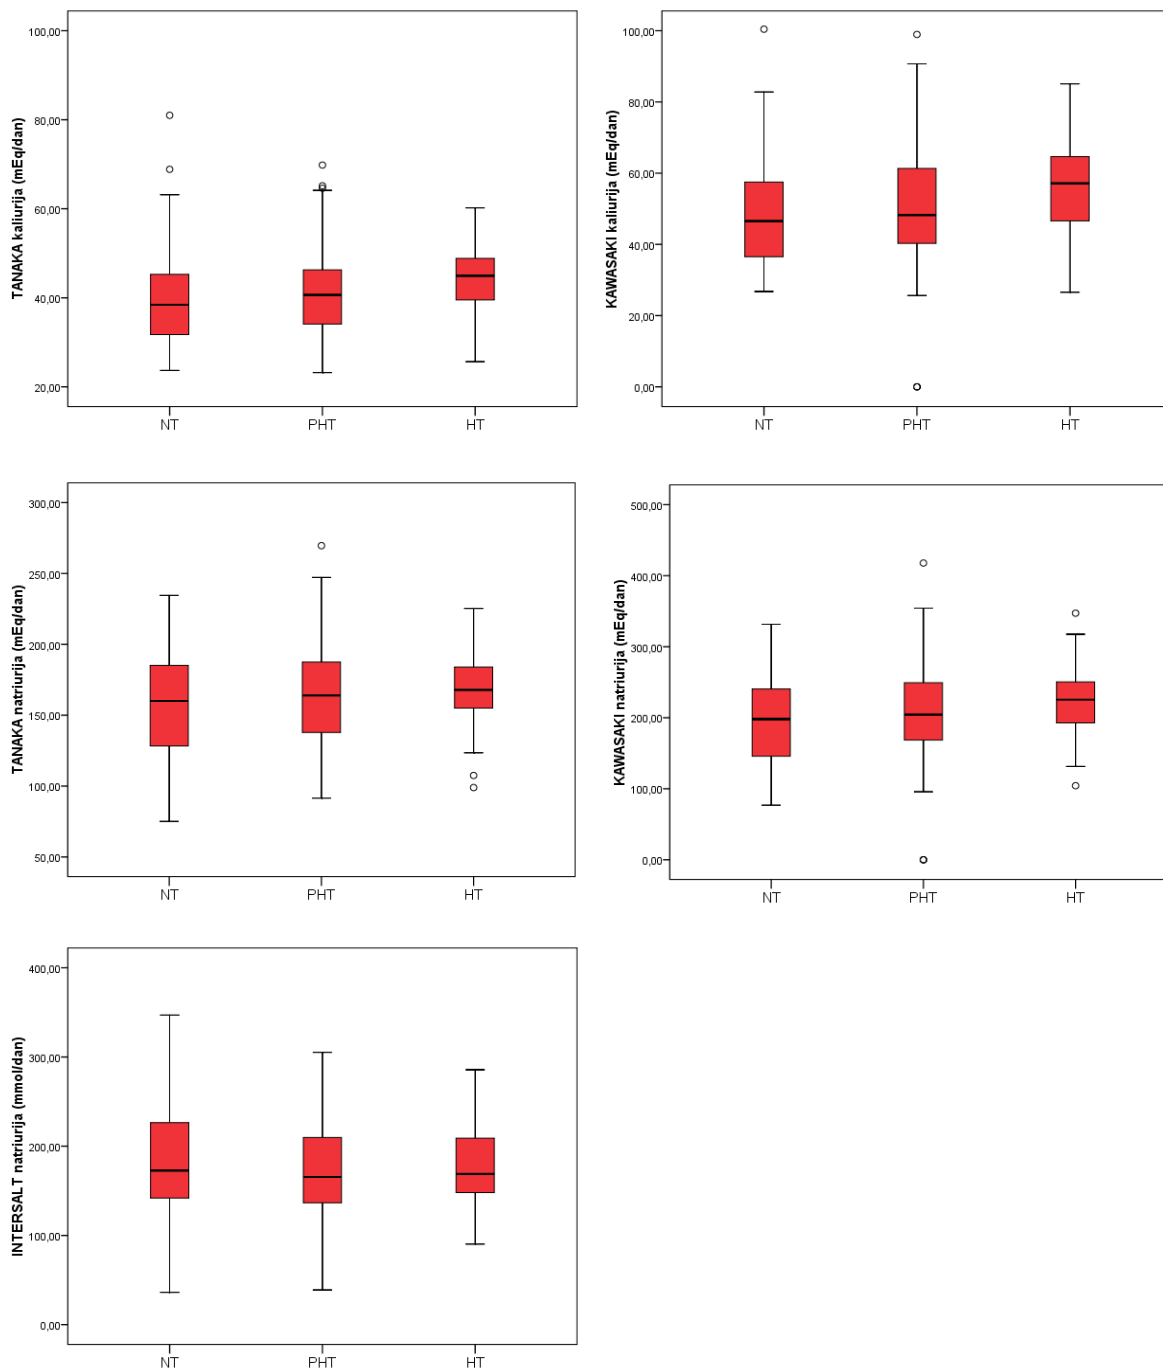 TANAKA kaliurija (mEq/dan)
100,00
80,00
60,00
40,00
20,00
NT PHT HT
KAWASAKI kaliurija (mEq/dan)
100,00
80,00
60,00
40,00
20,00
0,00
NT PHT HT
TANAKA natriurija (mEq/dan)
300,00
250,00
200,00
150,00
100,00
50,00
NT PHT HT
KAWASAKI natriurija (mEq/dan)
500,00
400,00
300,00
200,00
100,00
0,00
NT PHT HT
INTERSALT natriurija (mmol/dan)
400,00
300,00
200,00
100,00
0,00
NT PHT HT